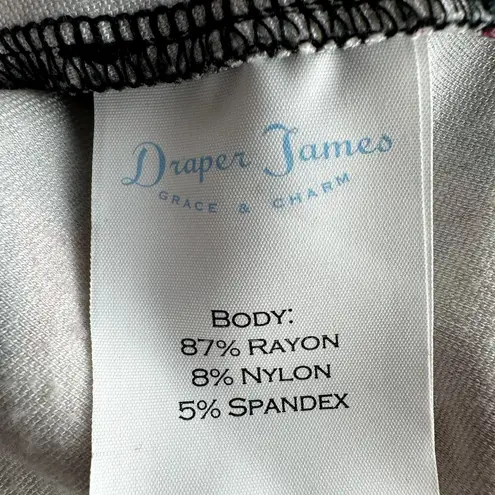 Draper James
GRACE & CHARM
BODY:
87% RAYON
8% NYLON
5% SPANDEX